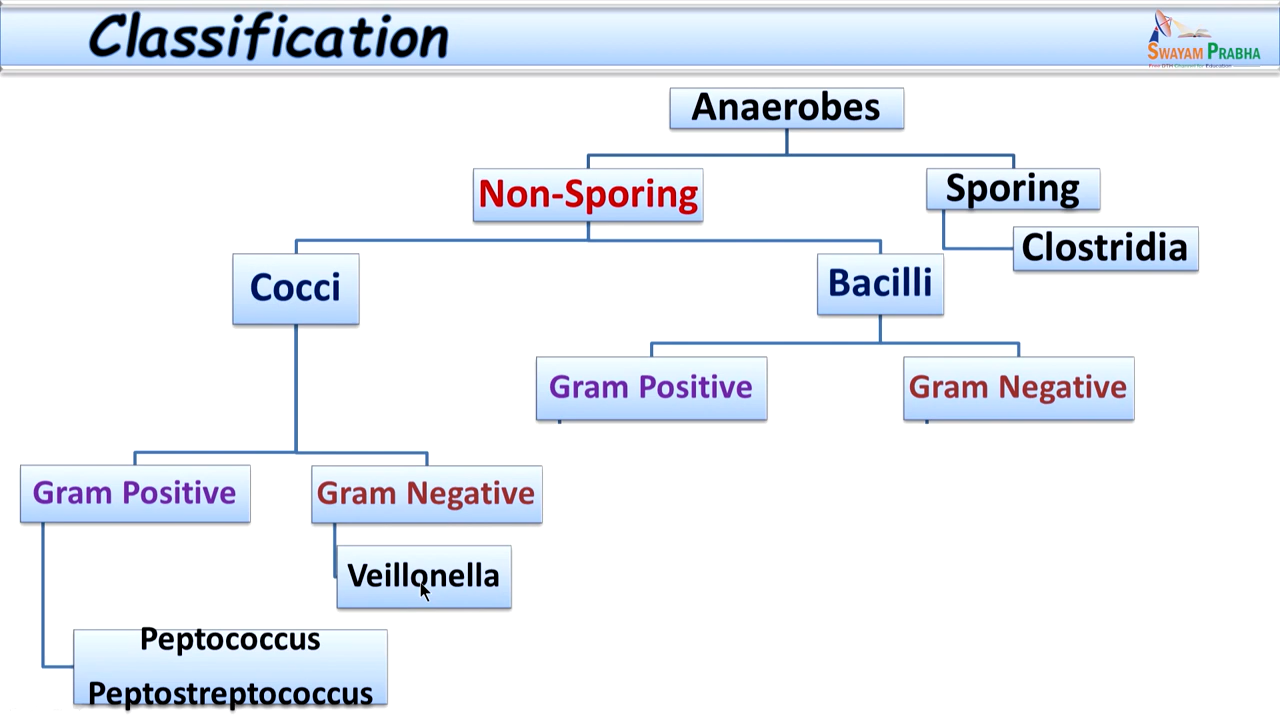 Classification
SWAYAM PRABHA
Anaerobes
Non-Sporing
Sporing
Clostridia
Cocci
Bacilli
Gram Positive
Gram Negative
Gram Positive
Gram Negative
Veillonella
Peptococcus
Peptostreptococcus